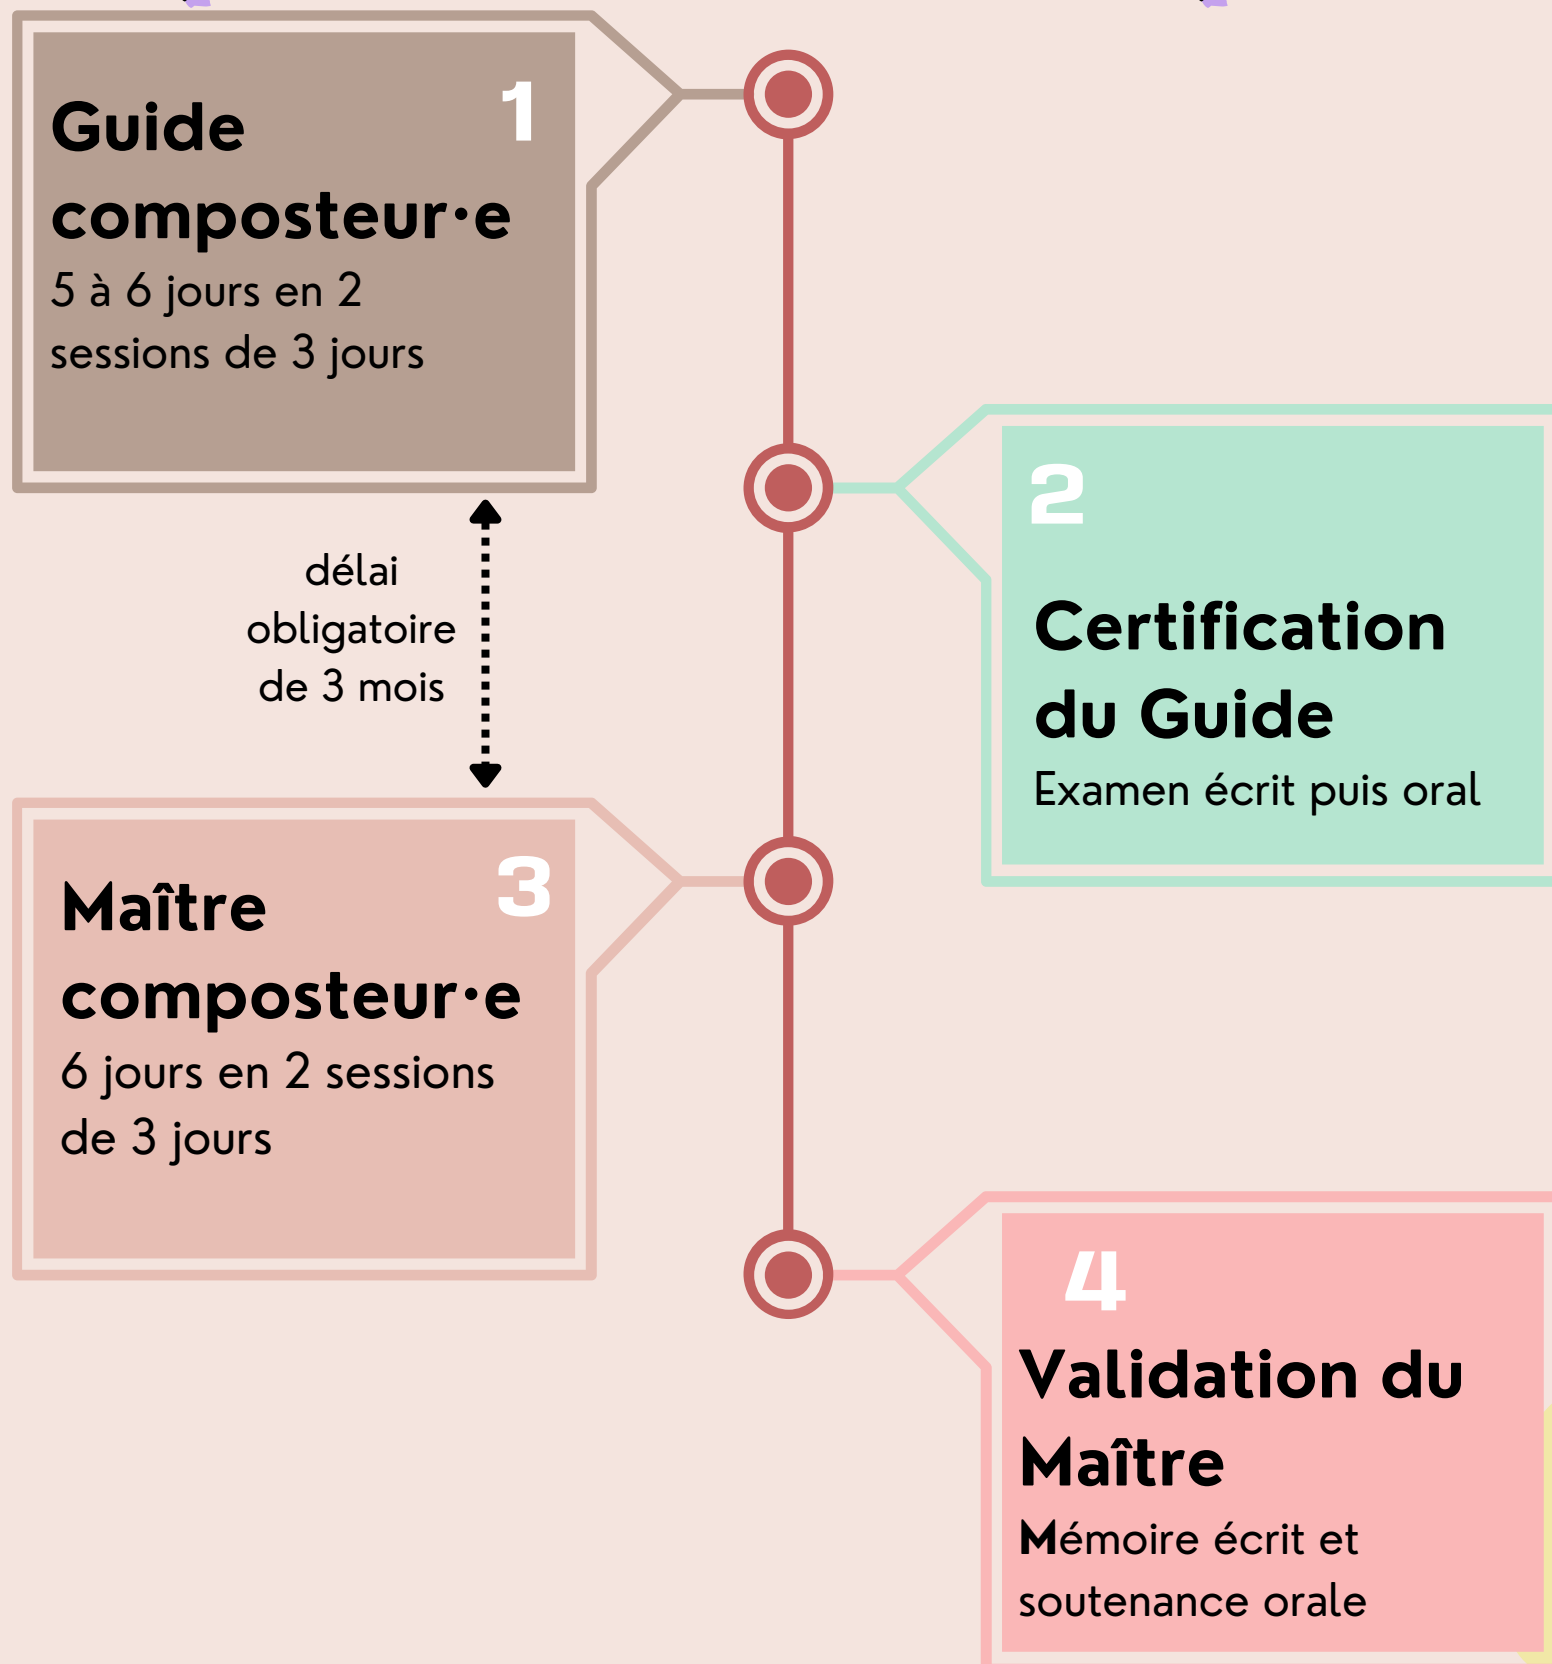 1
Guide
composteur·e
5 à 6 jours en 2
sessions de 3 jours
délai
obligatoire
de 3 mois
2
Certification
du Guide
Examen écrit puis oral
3
Maître
composteur·e
6 jours en 2 sessions
de 3 jours
4
Validation du
Maître
Mémoire écrit et
soutenance orale